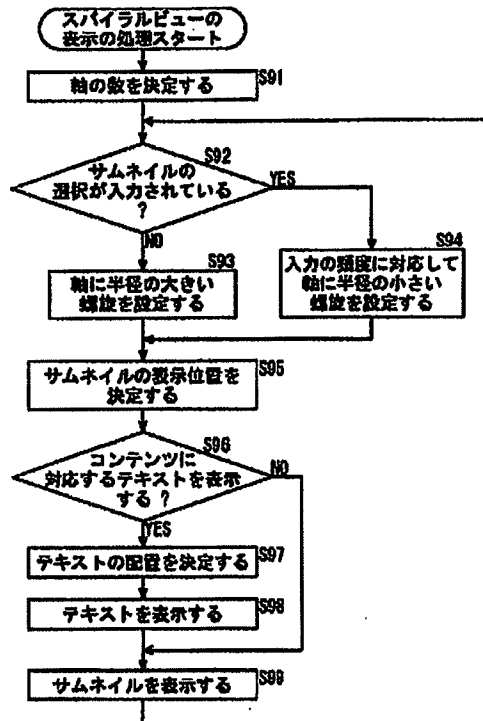 スパイラルビューの
表示の処理スタート
軸の数を決定する
S91
S92
サムネイルの
選択が入力されている
?
YES
NO
S93
軸に半径の大きい
螺旋を設定する
S94
入力の頻度に対応して
軸に半径の小さい
螺旋を設定する
サムネイルの表示位置を
決定する
S95
S96
コンテンツに
対応するテキストを表示
する ?
NO
YES
テキストの配置を決定する
S97
テキストを表示する
S98
サムネイルを表示する
S99